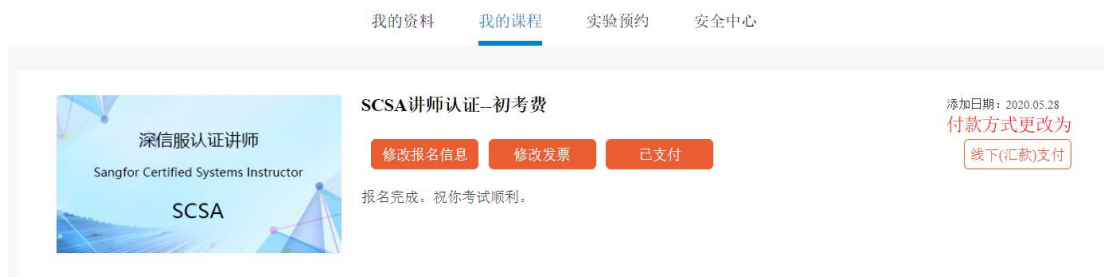 我的资料 我的课程 实验预约 安全中心
深信服认证讲师
Sangfor Certified Systems Instructor
SCSA
SCSA讲师认证--初考费
修改报名信息 修改发票 已支付
报名完成。祝你考试顺利。
添加日期：2020.05.28
付款方式更改为
线下(汇款)支付